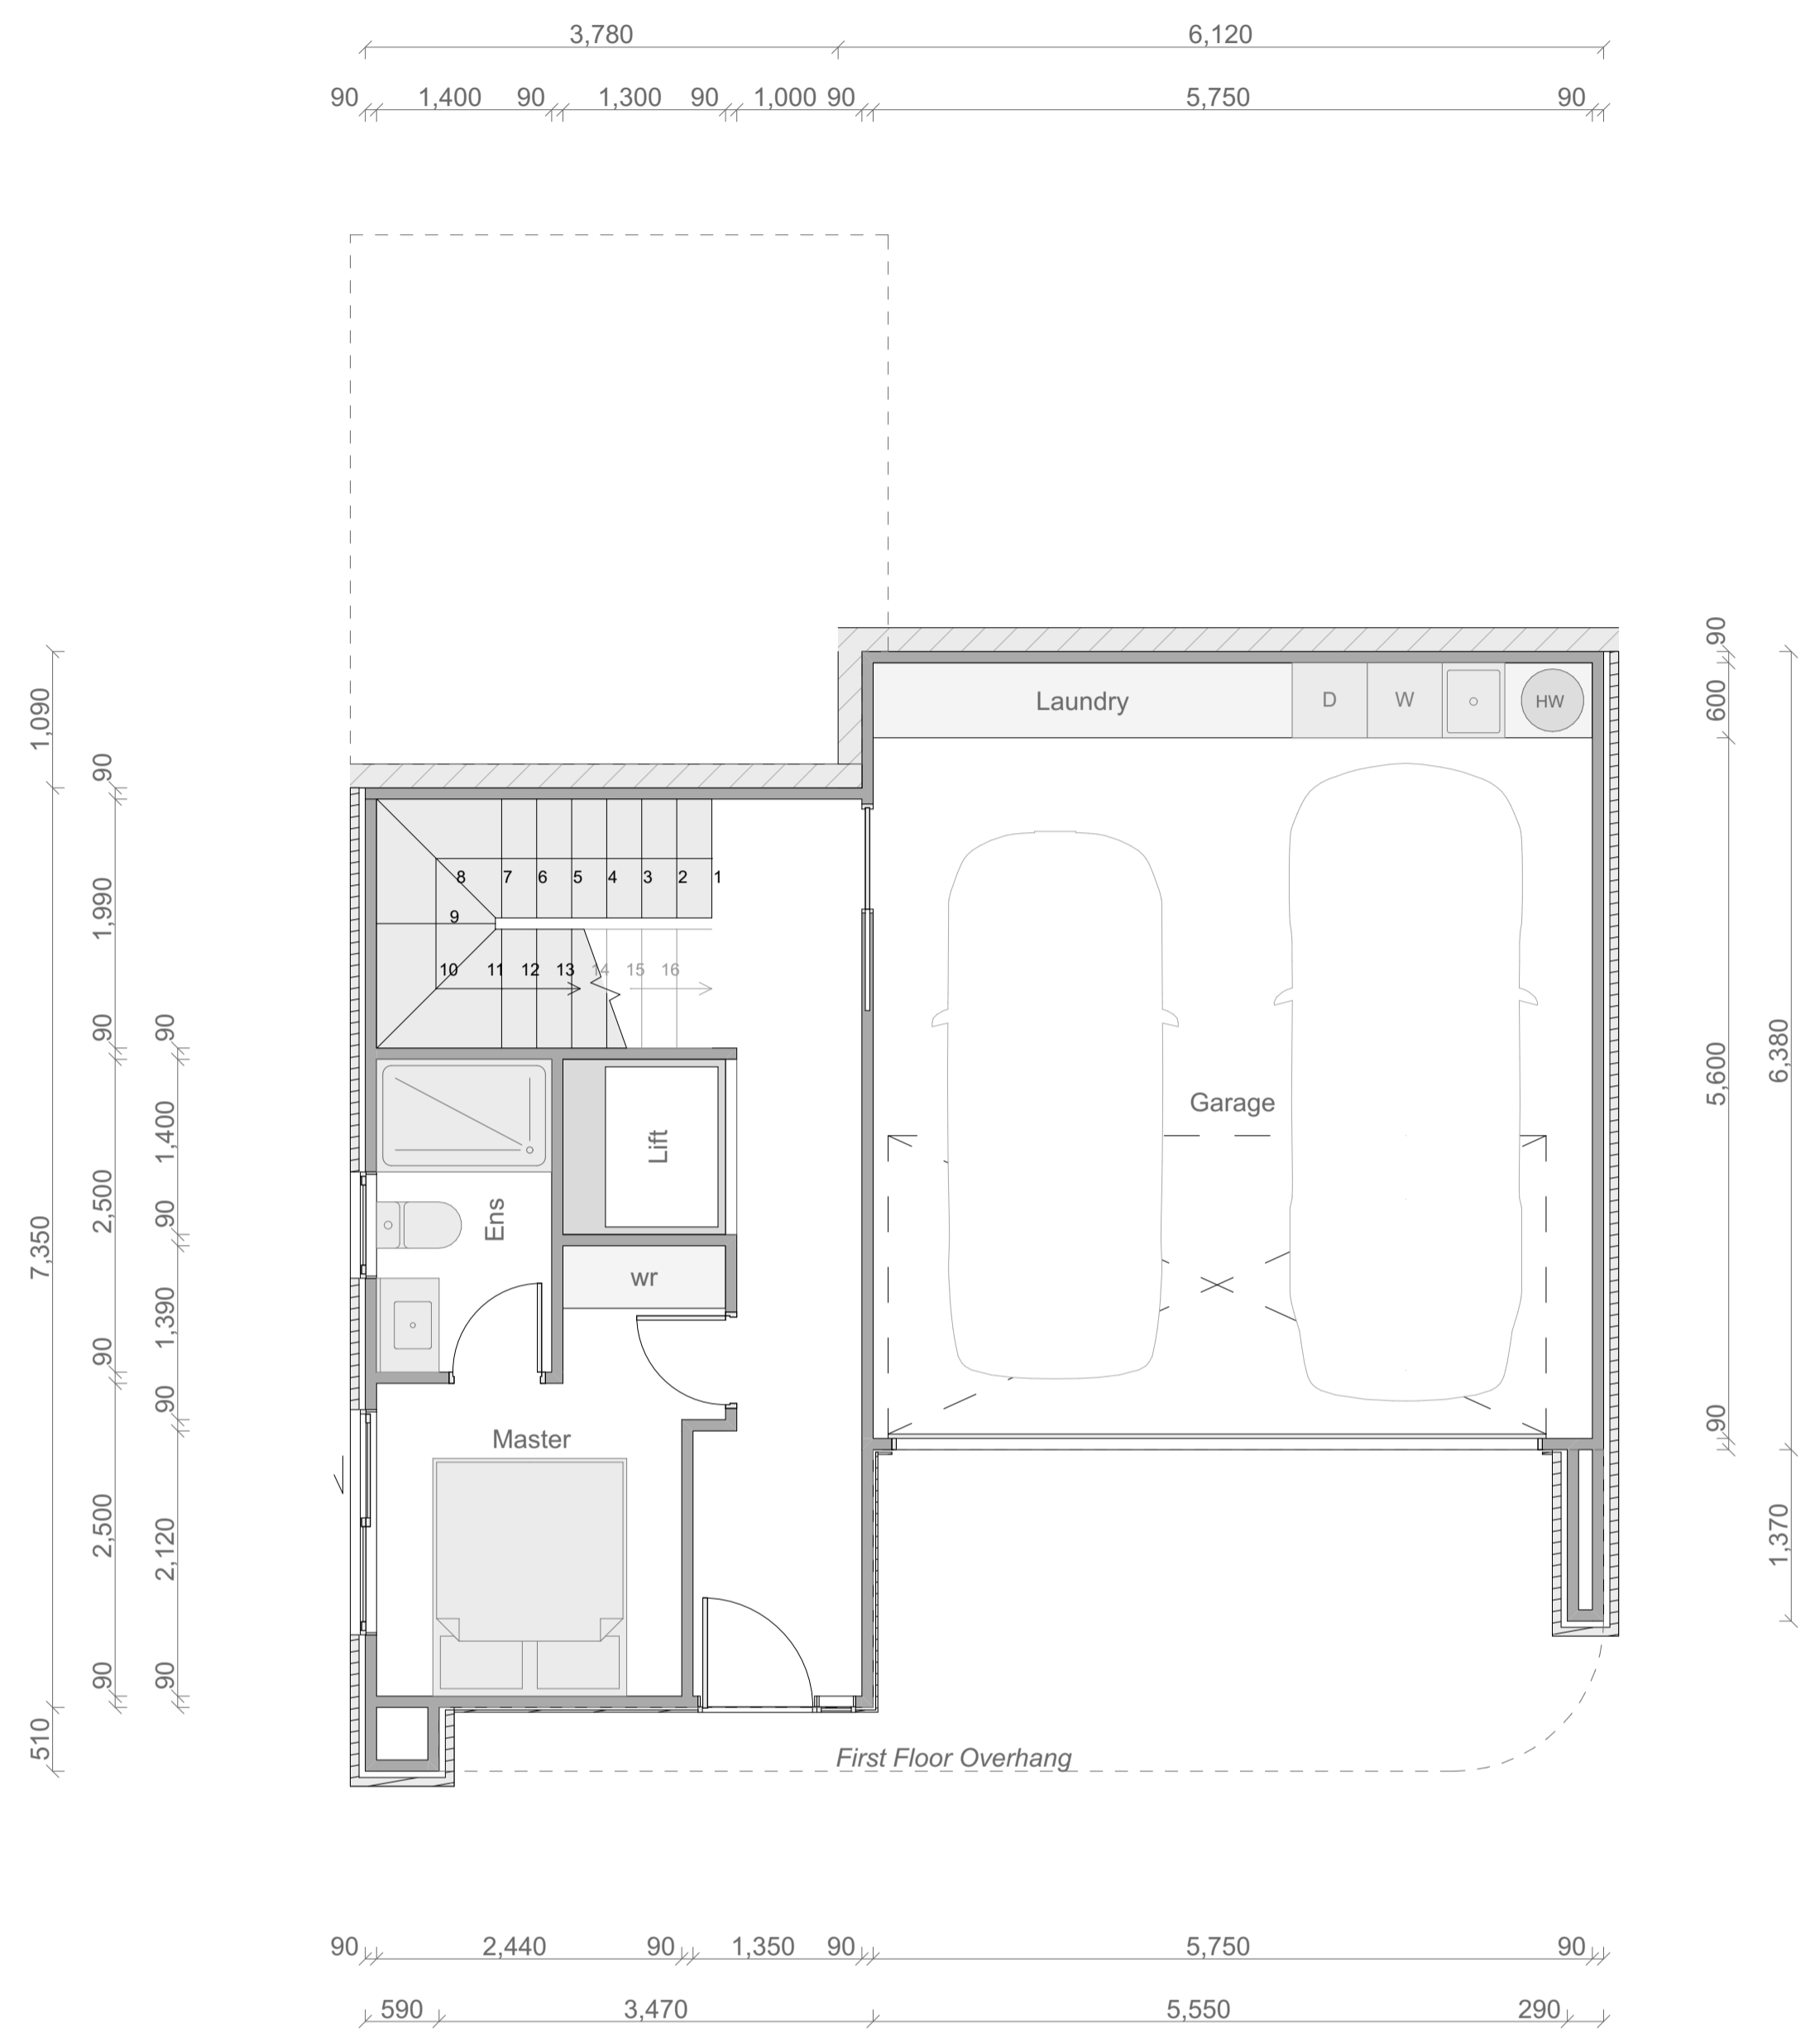 3,780 6,120
90 1,400 90 1,300 90 1,000 90 5,750 90
Laundry D W HW
8 7 6 5 4 3 2 1
9
10 11 12 13 14 15 16
Lift
Ens
Garage
wr
Master
First Floor Overhang
1,090
7,350
510
90
1,990
90
2,500
90
2,500
90
90
1,400
90
1,390
90
2,120
90
90
600
5,600
90
6,380
1,370
90 2,440 90 1,350 90 5,750 90
590 3,470 5,550 290